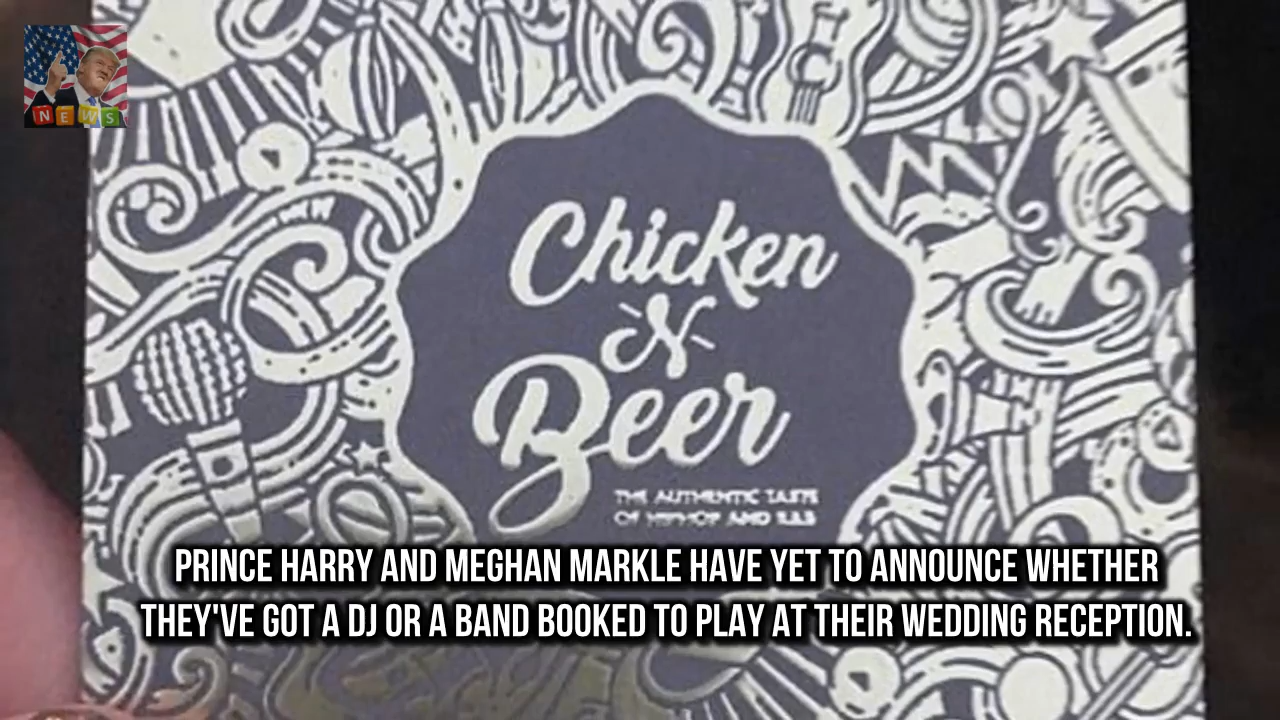 NEWS
Chicken
N
Beer
THE AUTHENTIC TASTE
OF HIPHOP AND R&B
PRINCE HARRY AND MEGHAN MARKLE HAVE YET TO ANNOUNCE WHETHER
THEY'VE GOT A DJ OR A BAND BOOKED TO PLAY AT THEIR WEDDING RECEPTION.